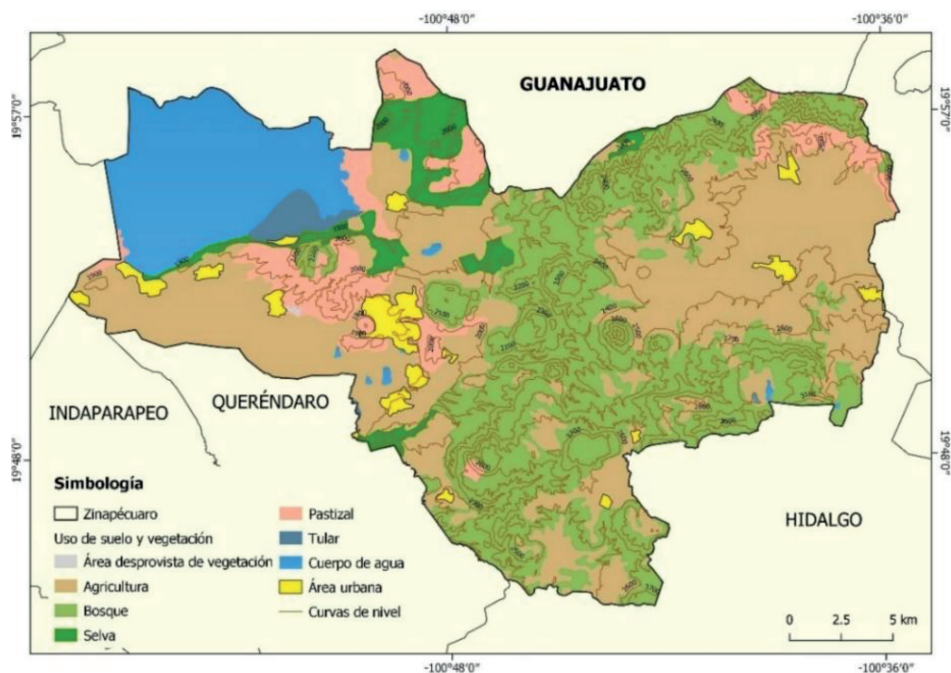 -100°48'0"
-100°36'0"
19°57'0"
19°57'0"
GUANAJUATO
INDAPARAPEO
QUERÉNDARO
19°48'0"
19°48'0"
HIDALGO
Simbología
Zinapécuaro
Uso de suelo y vegetación
Área desprovista de vegetación
Agricultura
Bosque
Selva
Pastizal
Tular
Cuerpo de agua
Área urbana
Curvas de nivel
0 2.5 5 km
-100°48'0"
-100°36'0"